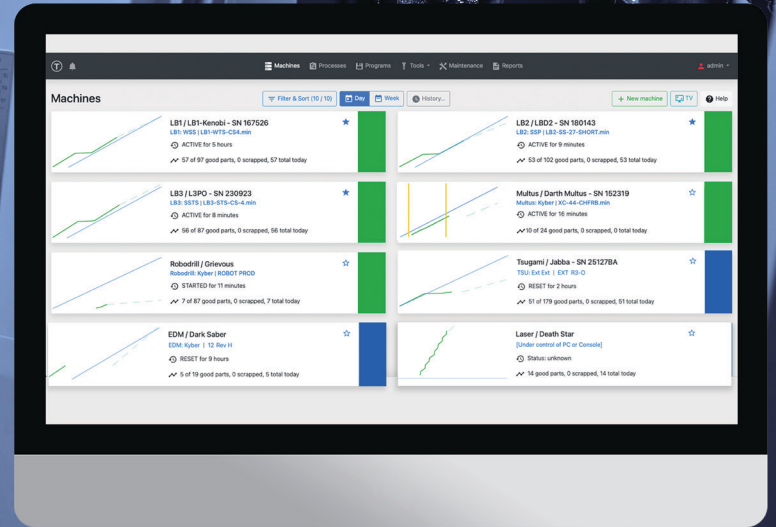 T
Machines Processes Programs Tools Maintenance Reports admin
Machines
Filter & Sort (10 / 10) Day Week History...
+ New machine TV Help
LB1 / LB1-Kenobi - SN 167526
LB1: WSS | LB1-WTS-CS4.min
ACTIVE for 5 hours
57 of 97 good parts, 0 scrapped, 57 total today
LB2 / LBD2 - SN 180143
LB2: SSP | LB2-SS-27-SHORT.min
ACTIVE for 9 minutes
53 of 102 good parts, 0 scrapped, 53 total today
LB3 / L3PO - SN 230923
LB3: SSTS | LB3-STS-CS-4.min
ACTIVE for 8 minutes
56 of 87 good parts, 0 scrapped, 56 total today
Multus / Darth Multus - SN 152319
Multus: Kyber | XC-44-CHFRB.min
ACTIVE for 16 minutes
10 of 24 good parts, 0 scrapped, 0 total today
Robodrill / Grievous
Robodrill: Kyber | ROBOT PROD
STARTED for 11 minutes
7 of 87 good parts, 0 scrapped, 7 total today
Tsugami / Jabba - SN 25127BA
TSU: Ext Ext | EXT R3-O
RESET for 2 hours
51 of 179 good parts, 0 scrapped, 51 total today
EDM / Dark Saber
EDM: Kyber | 12 Rev H
RESET for 9 hours
5 of 19 good parts, 0 scrapped, 5 total today
Laser / Death Star
[Under control of PC or Console]
Status: unknown
14 good parts, 0 scrapped, 14 total today